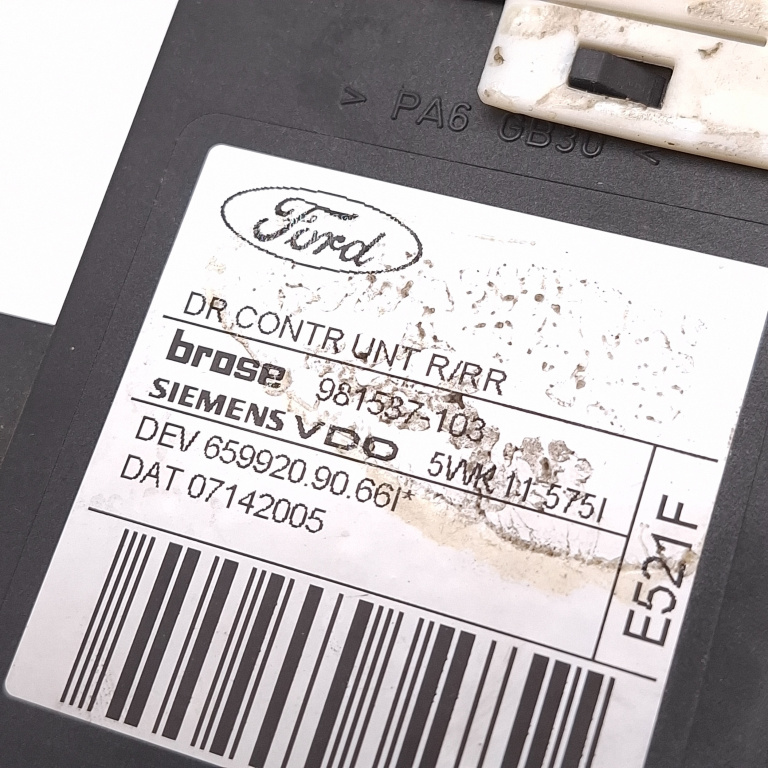 > PA6 GB30 <
Ford
DR CONTR UNT R/RR
brose 981537-103
SIEMENS VDO 5WK 11 575I
DEV 659920.90.66I*
DAT 07142005
E521F